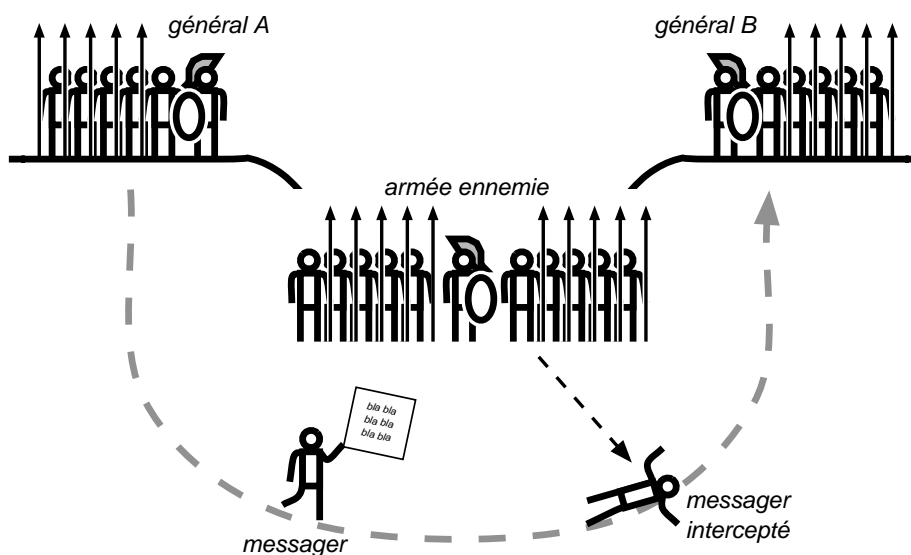 général A
général B
armée ennemie
bla bla
bla bla
bla bla
messager
messager
intercepté